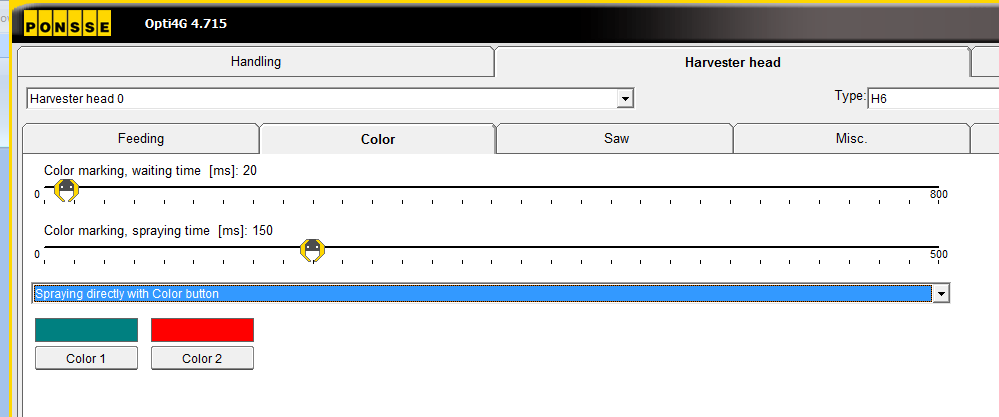 PONSSE Opti4G 4.715
Handling Harvester head
Harvester head 0 Type: H6
Feeding Color Saw Misc.
Color marking, waiting time [ms]: 20
0 800
Color marking, spraying time [ms]: 150
0 500
Spraying directly with Color button
Color 1 Color 2